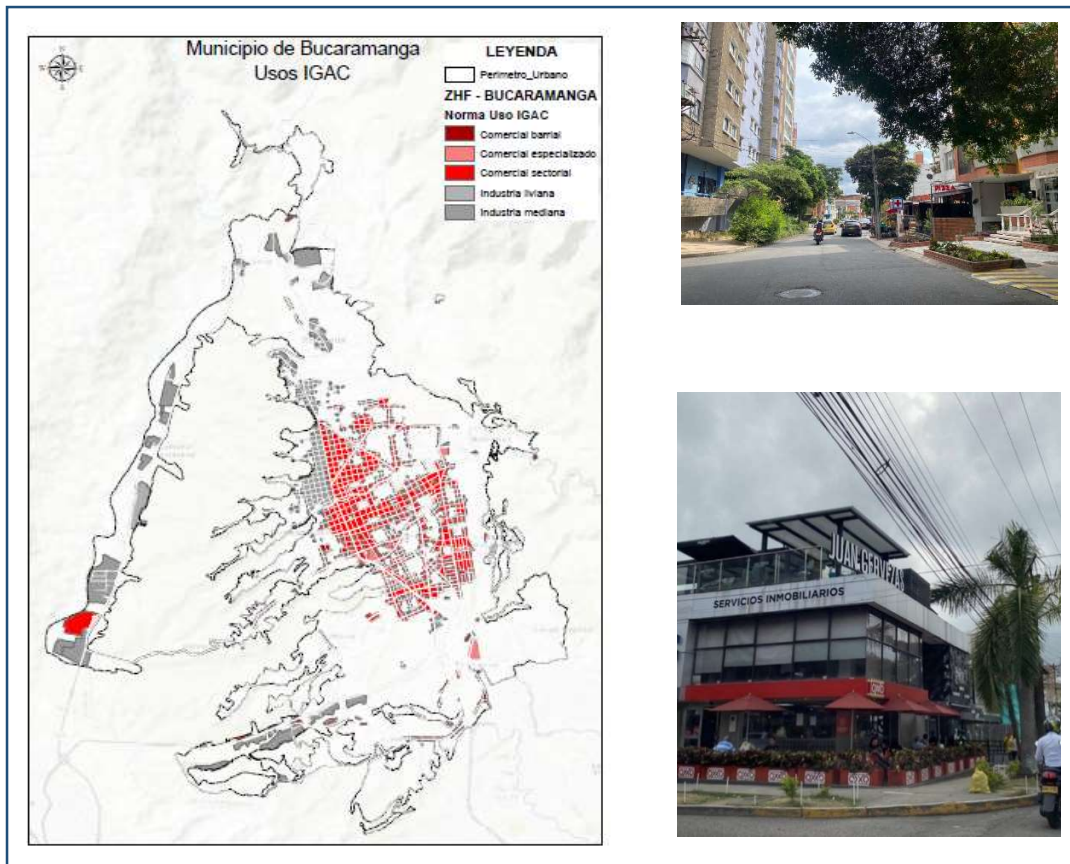 Municipio de Bucaramanga
Usos IGAC
LEYENDA
Perimetro_Urbano
ZHF - BUCARAMANGA
Norma Uso IGAC
Comercial barrial
Comercial especializado
Comercial sectorial
Industria liviana
Industria mediana
PIZZA
JUAN CERVEZAS
SERVICIOS INMOBILIARIOS